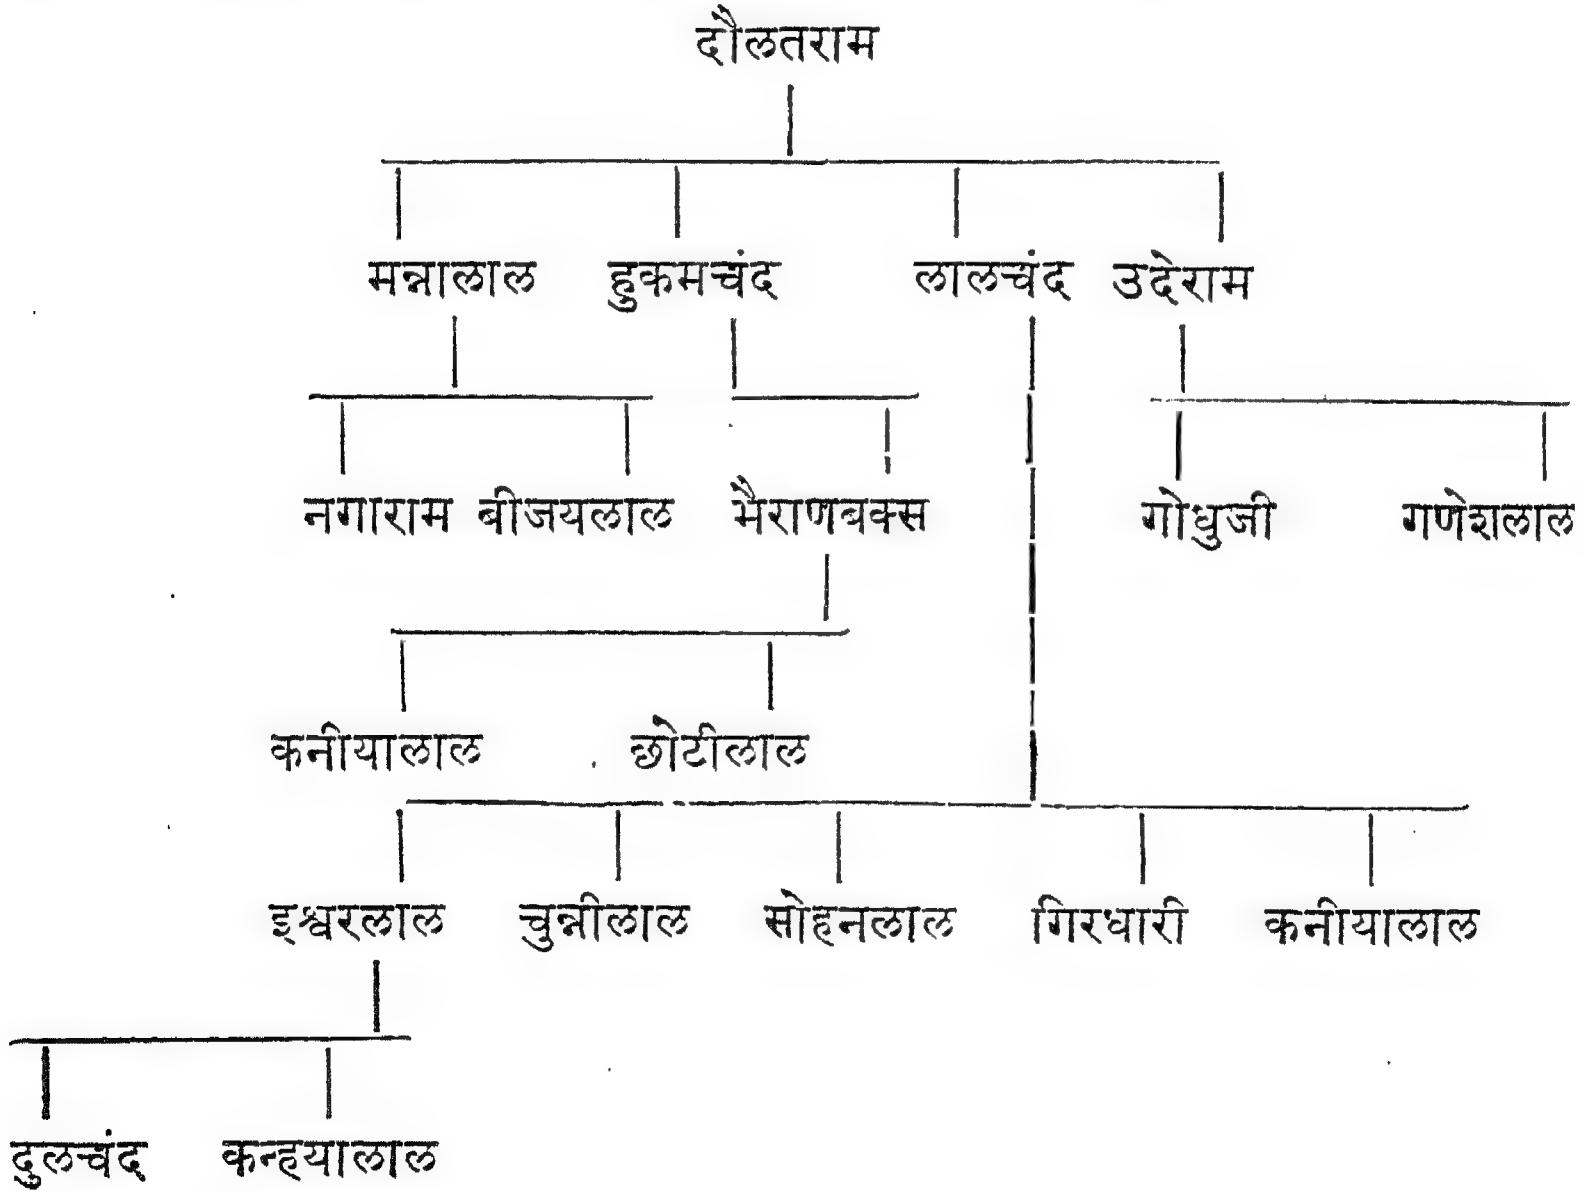 दौलतराम
मन्नालाल हुकमचंद लालचंद उदेराम
नगाराम बीजयलाल भैराणबक्स गोधुजी गणेशलाल
कनीयालाल छोटीलाल
इश्वरलाल चुन्नीलाल सोहनलाल गिरधारी कनीयालाल
दुलचंद कन्हयालाल